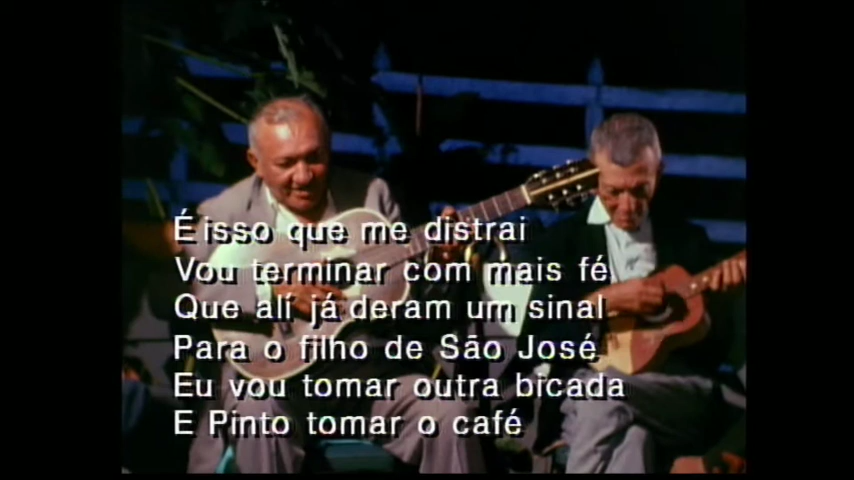 É isso que me distrai
Vou terminar com mais fé
Que alí já deram um sinal
Para o filho de São José
Eu vou tomar outra bicada
E Pinto tomar o café